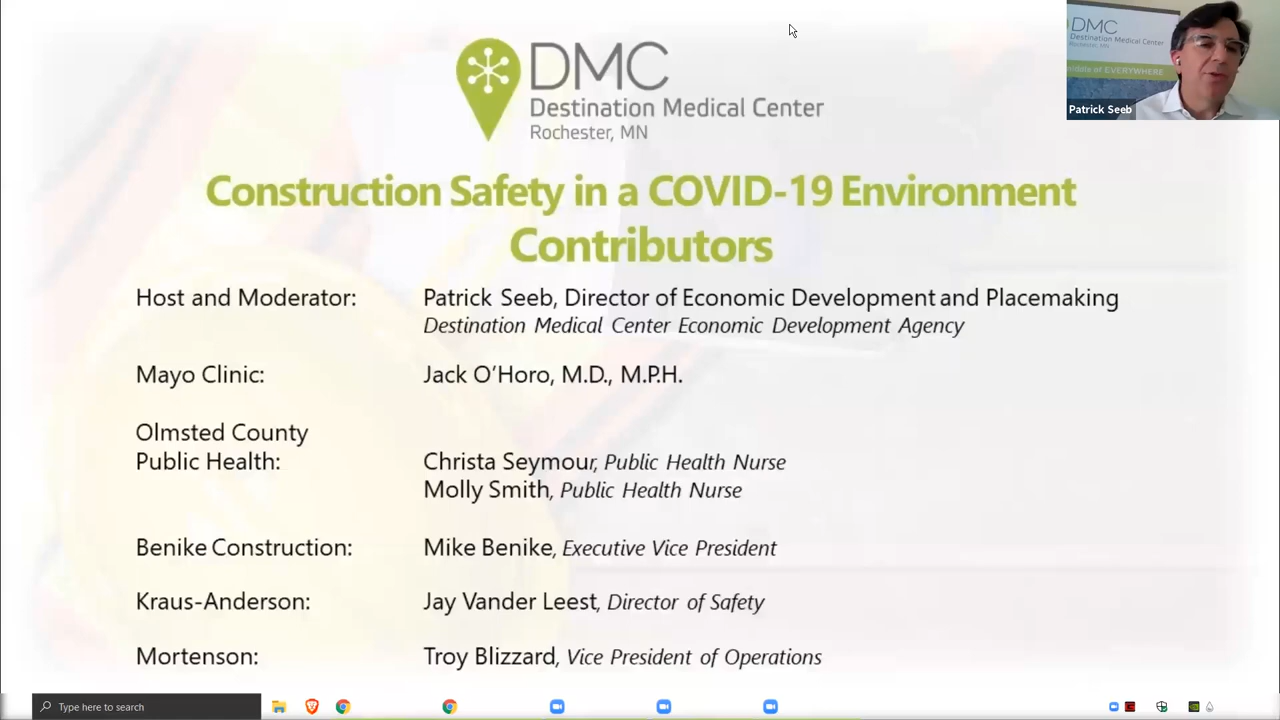 DMC
Destination Medical Center
Rochester, MN
DMC
Destination Medical Center
Rochester, MN
of EVERYWHERE
Patrick Seeb
Construction Safety in a COVID-19 Environment
Contributors
Host and Moderator: Patrick Seeb, Director of Economic Development and Placemaking
Destination Medical Center Economic Development Agency
Mayo Clinic: Jack O’Horo, M.D., M.P.H.
Olmsted County
Public Health: Christa Seymour, Public Health Nurse
Molly Smith, Public Health Nurse
Benike Construction: Mike Benike, Executive Vice President
Kraus-Anderson: Jay Vander Leest, Director of Safety
Mortenson: Troy Blizzard, Vice President of Operations
Type here to search